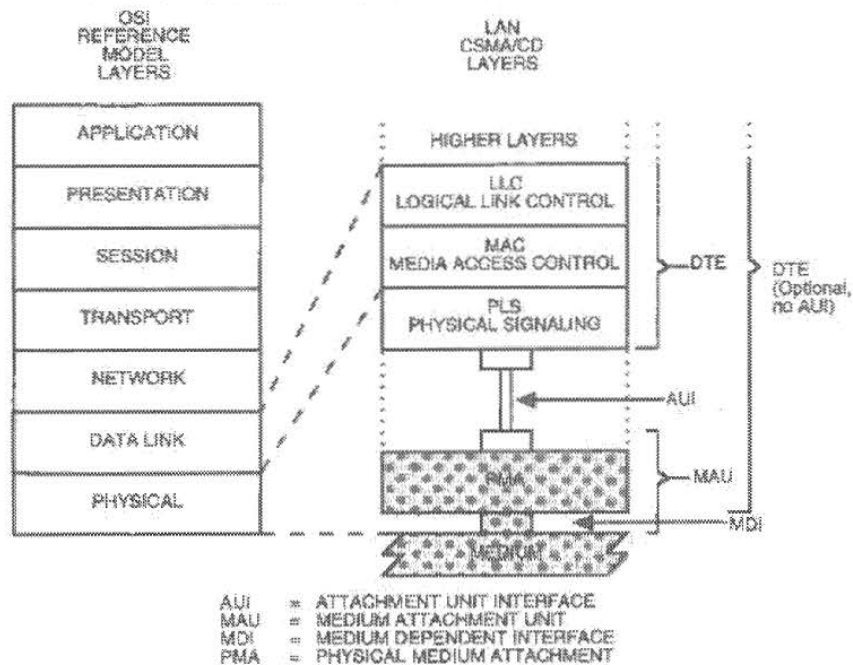 OSI
REFERENCE
MODEL
LAYERS
LAN
CSMA/CD
LAYERS
APPLICATION
PRESENTATION
SESSION
TRANSPORT
NETWORK
DATA LINK
PHYSICAL
HIGHER LAYERS
LLC
LOGICAL LINK CONTROL
MAC
MEDIA ACCESS CONTROL
PLS
PHYSICAL SIGNALING
DTE
DTE
(Optional,
no AUI)
AUI
PMA
MAU
MDI
MEDIUM
AUI = ATTACHMENT UNIT INTERFACE
MAU = MEDIUM ATTACHMENT UNIT
MDI = MEDIUM DEPENDENT INTERFACE
PMA = PHYSICAL MEDIUM ATTACHMENT